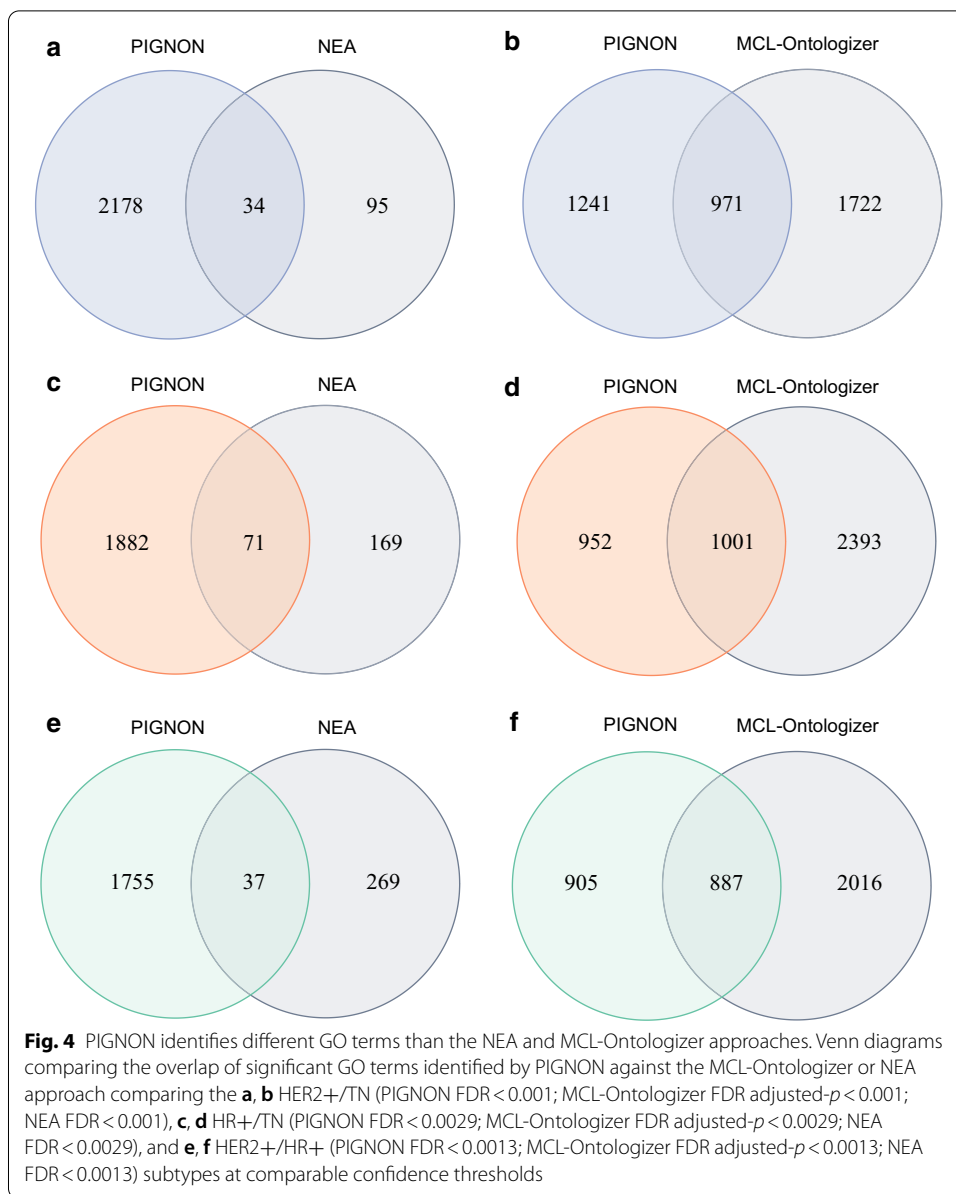 a
PIGNON
NEA
2178
34
95
b
PIGNON
MCL-Ontologizer
1241
971
1722
c
PIGNON
NEA
1882
71
169
d
PIGNON
MCL-Ontologizer
952
1001
2393
e
PIGNON
NEA
1755
37
269
f
PIGNON
MCL-Ontologizer
905
887
2016
Fig. 4 PIGNON identifies different GO terms than the NEA and MCL-Ontologizer approaches. Venn diagrams
comparing the overlap of significant GO terms identified by PIGNON against the MCL-Ontologizer or NEA
approach comparing the a, b HER2+/TN (PIGNON FDR < 0.001; MCL-Ontologizer FDR adjusted-p < 0.001;
NEA FDR < 0.001), c, d HR+/TN (PIGNON FDR < 0.0029; MCL-Ontologizer FDR adjusted-p < 0.0029; NEA
FDR < 0.0029), and e, f HER2+/HR+ (PIGNON FDR < 0.0013; MCL-Ontologizer FDR adjusted-p < 0.0013; NEA
FDR < 0.0013) subtypes at comparable confidence thresholds